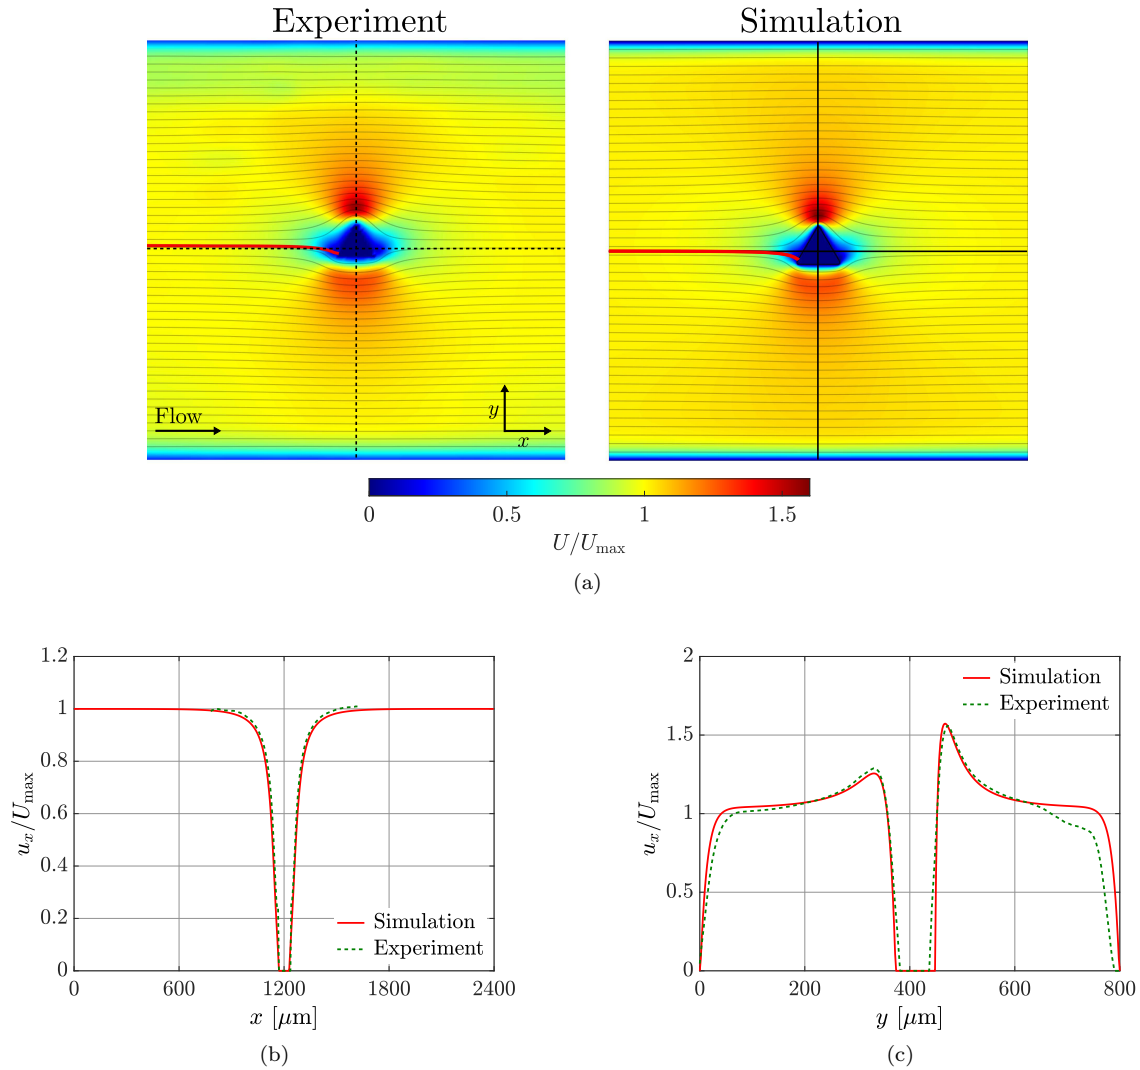 Experiment
Simulation
Flow
y
x
0 0.5 1 1.5
U/U_max
(a)
1.2
1
0.8
0.6
0.4
0.2
0
u_x/U_max
Simulation
Experiment
0 600 1200 1800 2400
x [μm]
(b)
2
1.5
1
0.5
0
u_x/U_max
Simulation
Experiment
0 200 400 600 800
y [μm]
(c)